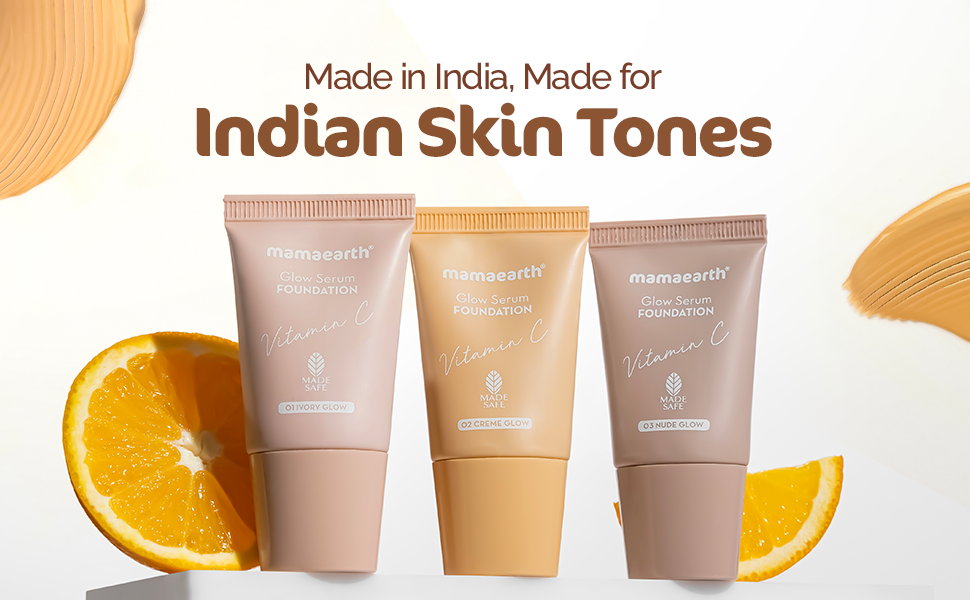 Made in India, Made for
Indian Skin Tones
mamaearth®
Glow Serum
FOUNDATION
Vitamin C
MADE
SAFE
01 IVORY GLOW
mamaearth®
Glow Serum
FOUNDATION
Vitamin C
MADE
SAFE
02 CREME GLOW
mamaearth®
Glow Serum
FOUNDATION
Vitamin C
MADE
SAFE
03 NUDE GLOW